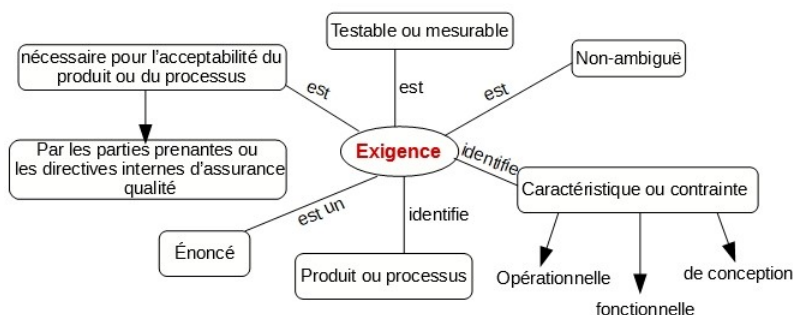 Testable ou mesurable
nécessaire pour l'acceptabilité du
produit ou du processus
Non-ambiguë
est
est
est
Exigence
identifie
Par les parties prenantes ou
les directives internes d'assurance
qualité
Caractéristique ou contrainte
est un
identifie
Énoncé
Produit ou processus
Opérationnelle
de conception
fonctionnelle